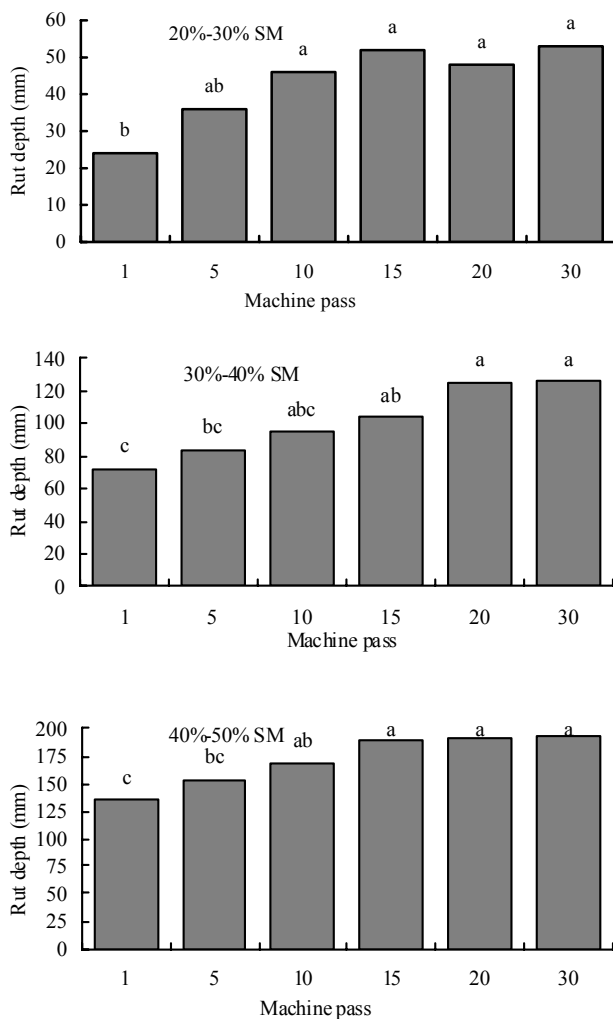 60
20%-30% SM
a
a
a
a
50
ab
40
b
30
20
10
0
Rut depth (mm)
1 5 10 15 20 30
Machine pass
140
30%-40% SM
a
a
120
abc
ab
100
bc
c
80
60
40
20
0
Rut depth (mm)
1 5 10 15 20 30
Machine pass
200
40%-50% SM
a
a
a
175
bc
ab
c
150
125
100
75
50
25
0
Rut depth (mm)
1 5 10 15 20 30
Machine pass